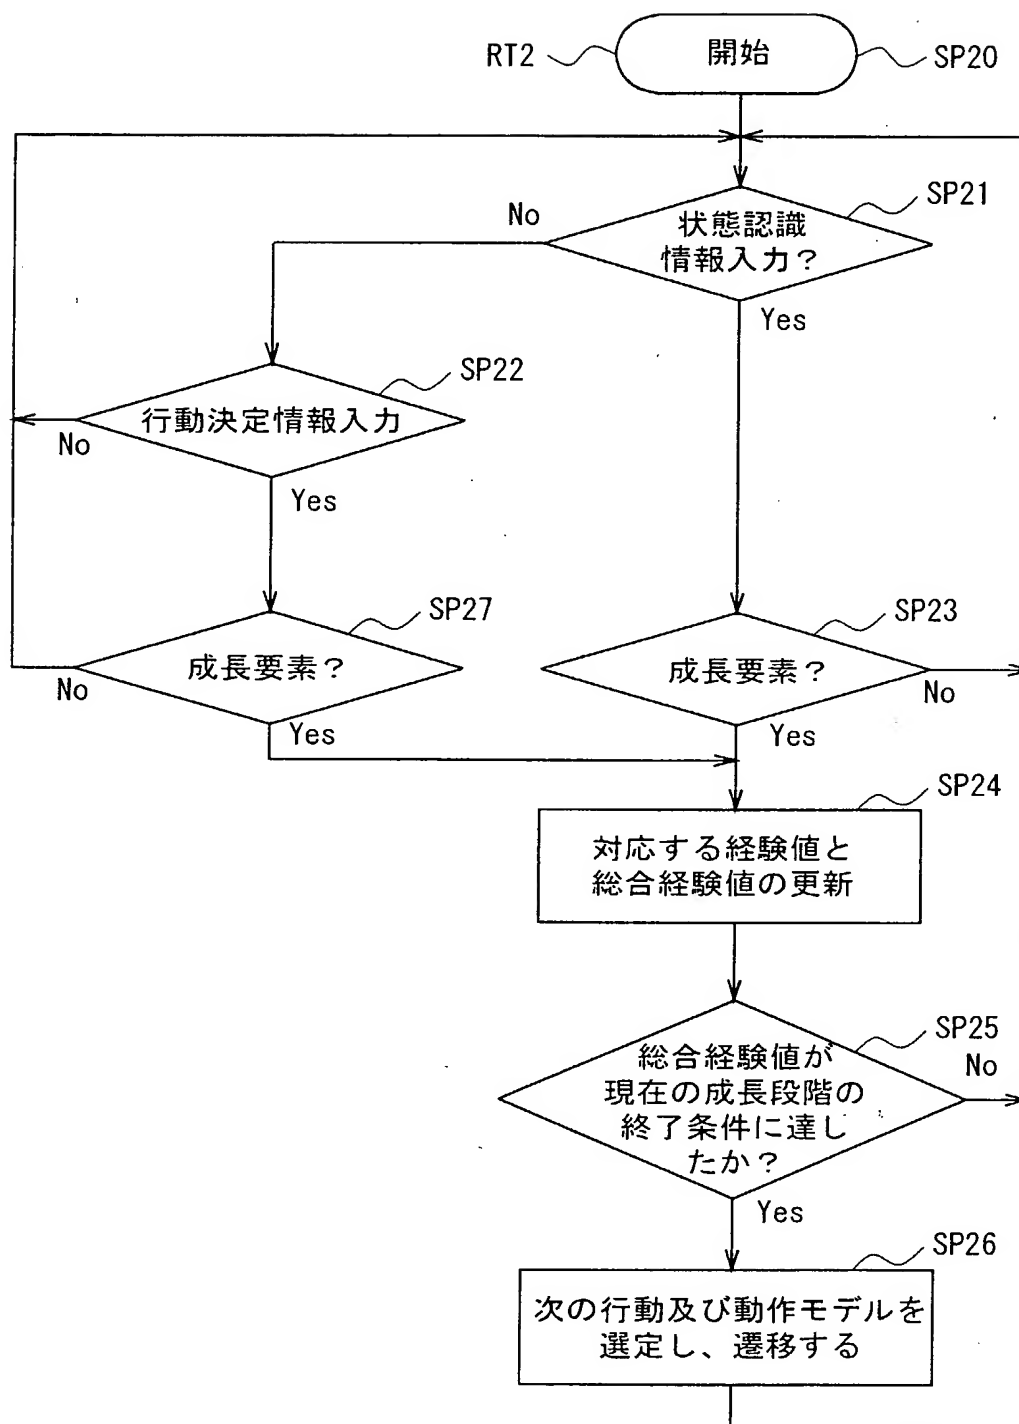 RT2
開始
SP20
SP21
No
状態認識
情報入力？
Yes
SP22
行動決定情報入力
No
Yes
SP27
SP23
成長要素？
成長要素？
No
No
Yes
Yes
SP24
対応する経験値と
総合経験値の更新
SP25
総合経験値が
現在の成長段階の
終了条件に達し
たか？
No
Yes
SP26
次の行動及び動作モデルを
選定し、遷移する